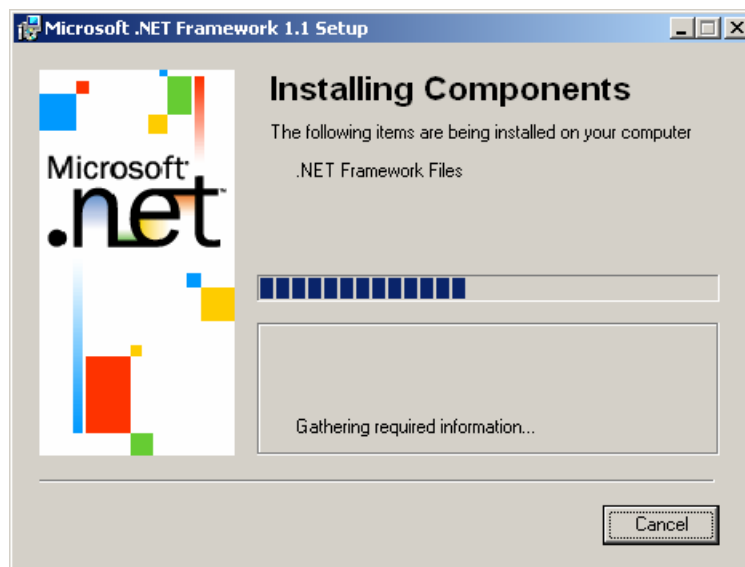 Microsoft .NET Framework 1.1 Setup
Installing Components
The following items are being installed on your computer
.NET Framework Files
Microsoft
.net™
Gathering required information...
Cancel